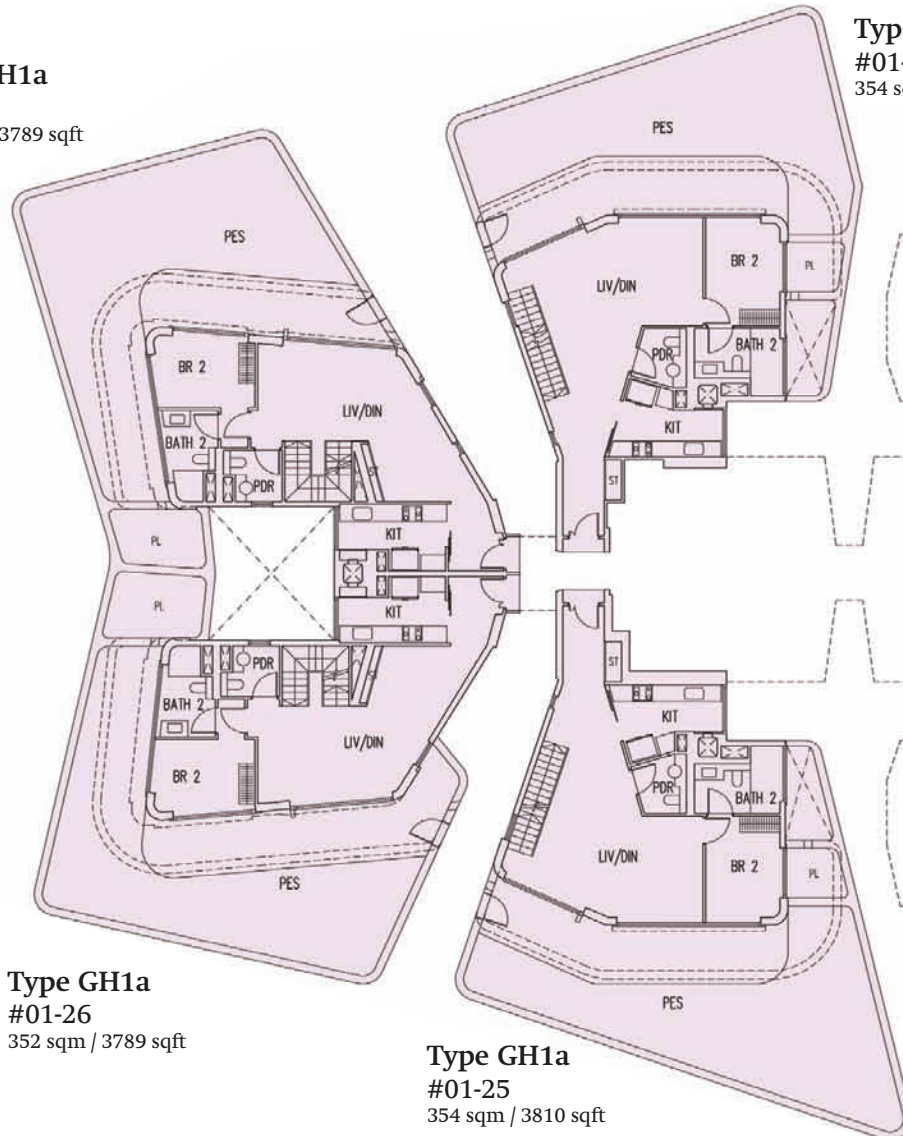 H1a
3789 sqft
Typ
#01-
354 s
PES
BR 2
PL
LIV/DIN
PDR
BATH 2
KIT
ST
PES
BR 2
LIV/DIN
BATH 2
PDR
ST
KIT
PL
PL
KIT
PDR
BATH 2
LIV/DIN
BR 2
PES
ST
KIT
PDR
BATH 2
LIV/DIN
BR 2
PL
PES
Type GH1a
#01-26
352 sqm / 3789 sqft
Type GH1a
#01-25
354 sqm / 3810 sqft